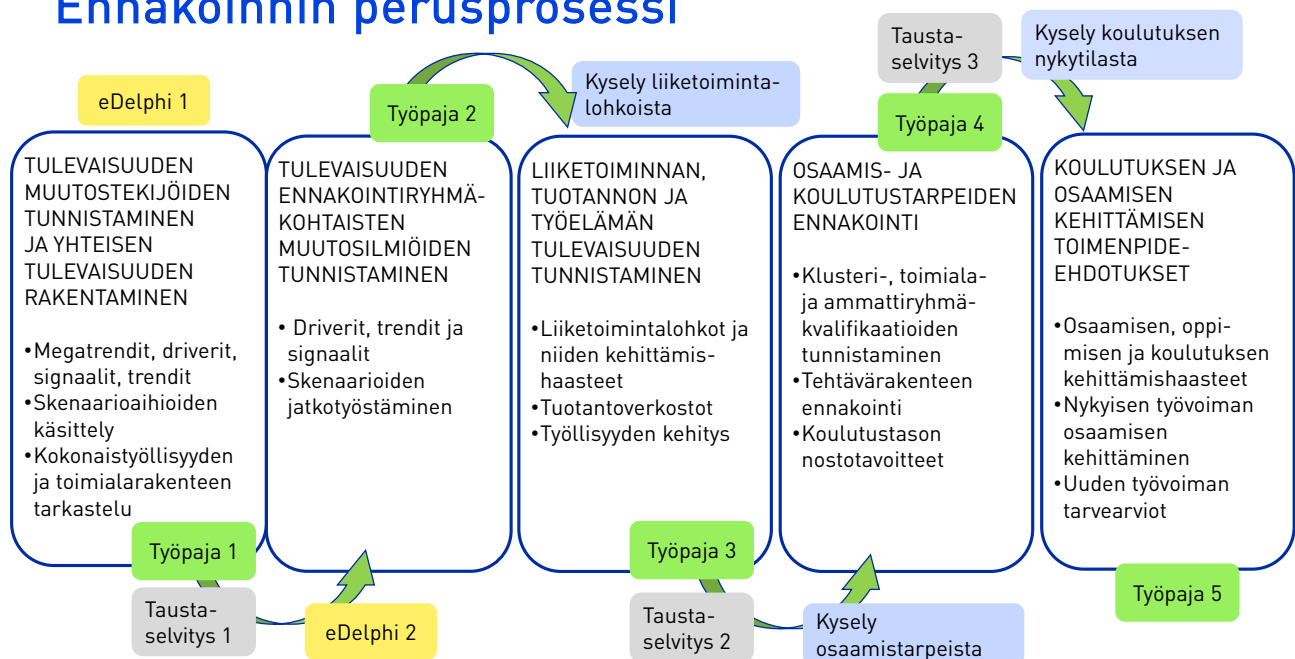 Ennakoinnin perusprosessi
eDelphi 1
TULEVAISUUDEN
MUUTOSTEKIJÖIDEN
TUNNISTAMINEN
JA YHTEISEN
TULEVAISUUDEN
RAKENTAMINEN
•Megatrendit, driverit,
signaalit, trendit
•Skenaarioaihioiden
käsittely
•Kokonaistyöllisyyden
ja toimialarakenteen
tarkastelu
Työpaja 1
Tausta-
selvitys 1
eDelphi 2
Työpaja 2
TULEVAISUUDEN
ENNAKOINTIRYHMÄ-
KOHTAISTEN
MUUTOSILMIÖIDEN
TUNNISTAMINEN
• Driverit, trendit ja
signaalit
•Skenaarioiden
jatkotyöstäminen
Kysely liiketoiminta-
lohkoista
LIIKETOIMINNAN,
TUOTANNON JA
TYÖELÄMÄN
TULEVAISUUDEN
TUNNISTAMINEN
•Liiketoimintalohkot ja
niiden kehittämis-
haasteet
•Tuotantoverkostot
•Työllisyyden kehitys
Työpaja 3
Tausta-
selvitys 2
Kysely
osaamistarpeista
Tausta-
selvitys 3
Työpaja 4
OSAAMIS- JA
KOULUTUSTARPEIDEN
ENNAKOINTI
•Klusteri-, toimiala-
ja ammattiryhmä-
kvalifikaatioiden
tunnistaminen
•Tehtävärakenteen
ennakointi
•Koulutustason
nostotavoitteet
Kysely koulutuksen
nykytilasta
KOULUTUKSEN JA
OSAAMISEN
KEHITTÄMISEN
TOIMENPIDE-
EHDOTUKSET
•Osaamisen, oppi-
misen ja koulutuksen
kehittämishaasteet
•Nykyisen työvoiman
osaamisen
kehittäminen
•Uuden työvoiman
tarvearviot
Työpaja 5